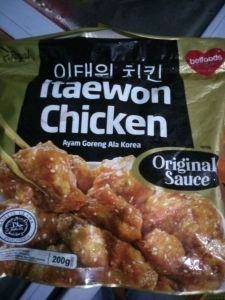 belfoods
이태원 치킨
Itaewon
Chicken
Ayam Goreng Ala Korea
Original
Sauce
200g